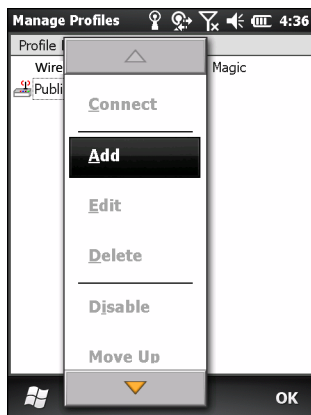 Manage Profiles 4:36
Profile
Wire Magic
Publi
Connect
Add
Edit
Delete
Disable
Move Up
OK